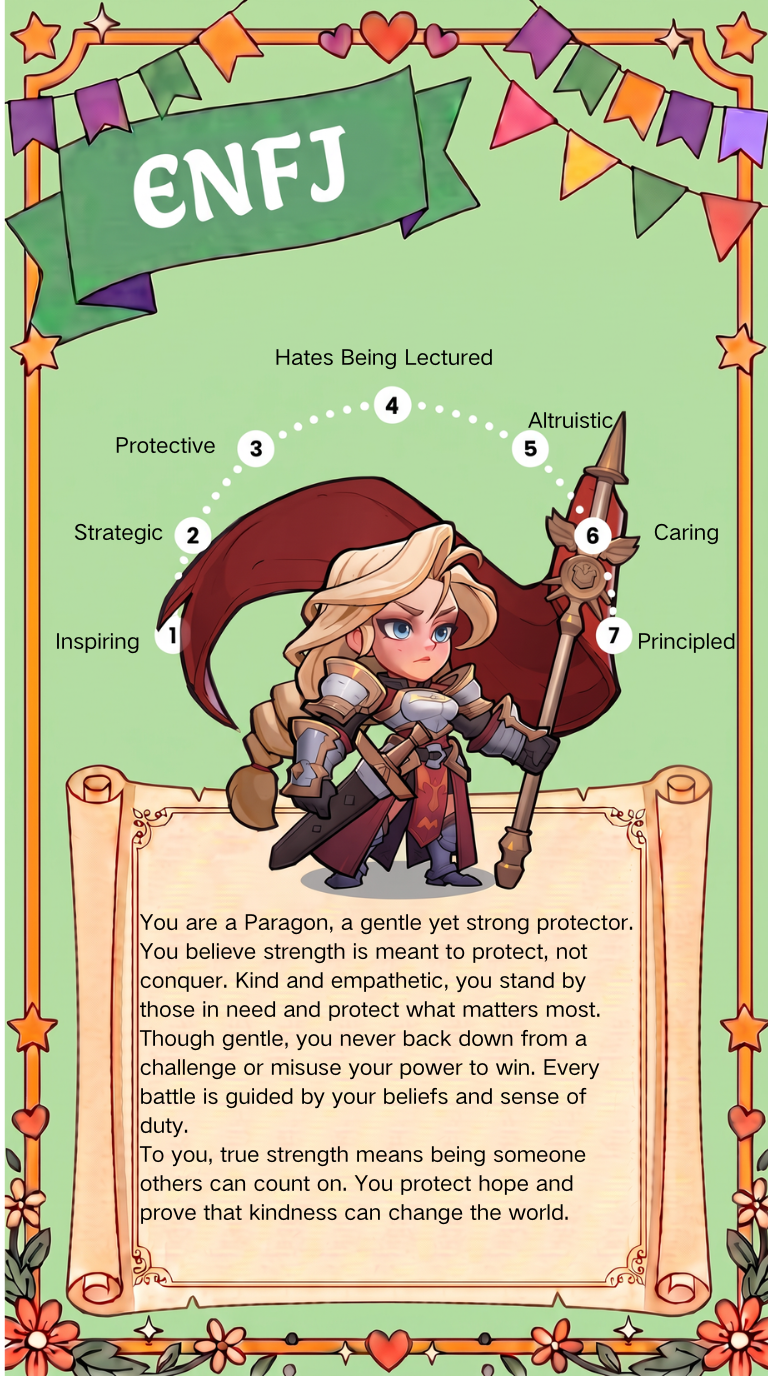 ENFJ
Hates Being Lectured
4
Altruistic
5
Protective
3
Strategic
2
6
Caring
Inspiring
1
7
Principled
You are a Paragon, a gentle yet strong protector.
You believe strength is meant to protect, not
conquer. Kind and empathetic, you stand by
those in need and protect what matters most.
Though gentle, you never back down from a
challenge or misuse your power to win. Every
battle is guided by your beliefs and sense of
duty.
To you, true strength means being someone
others can count on. You protect hope and
prove that kindness can change the world.